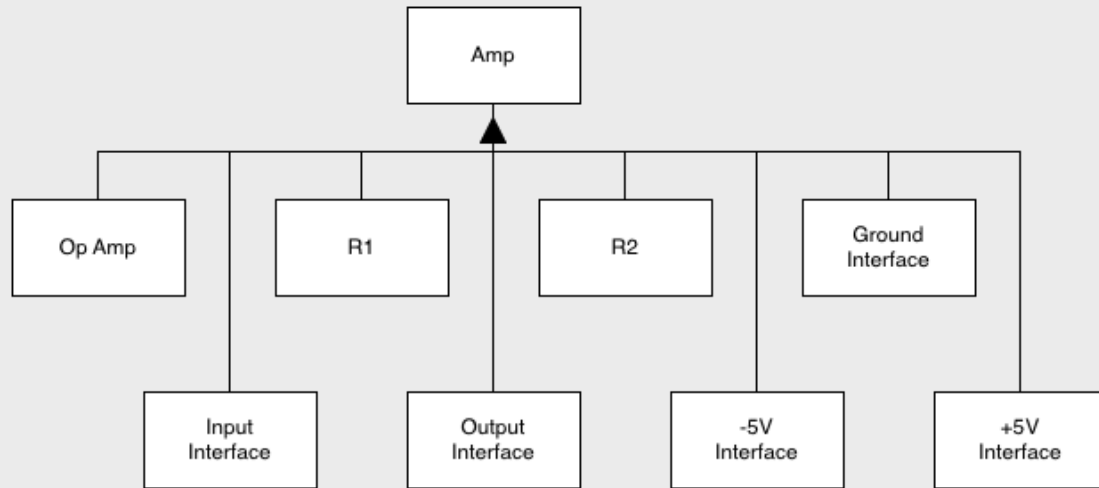 Amp
Op Amp
R1
R2
Ground
Interface
Input
Interface
Output
Interface
-5V
Interface
+5V
Interface